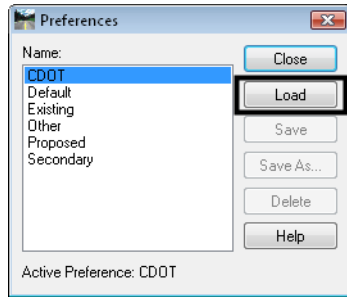 Preferences
Name:
CDOT
Default
Existing
Other
Proposed
Secondary
Close
Load
Save
Save As...
Delete
Help
Active Preference: CDOT